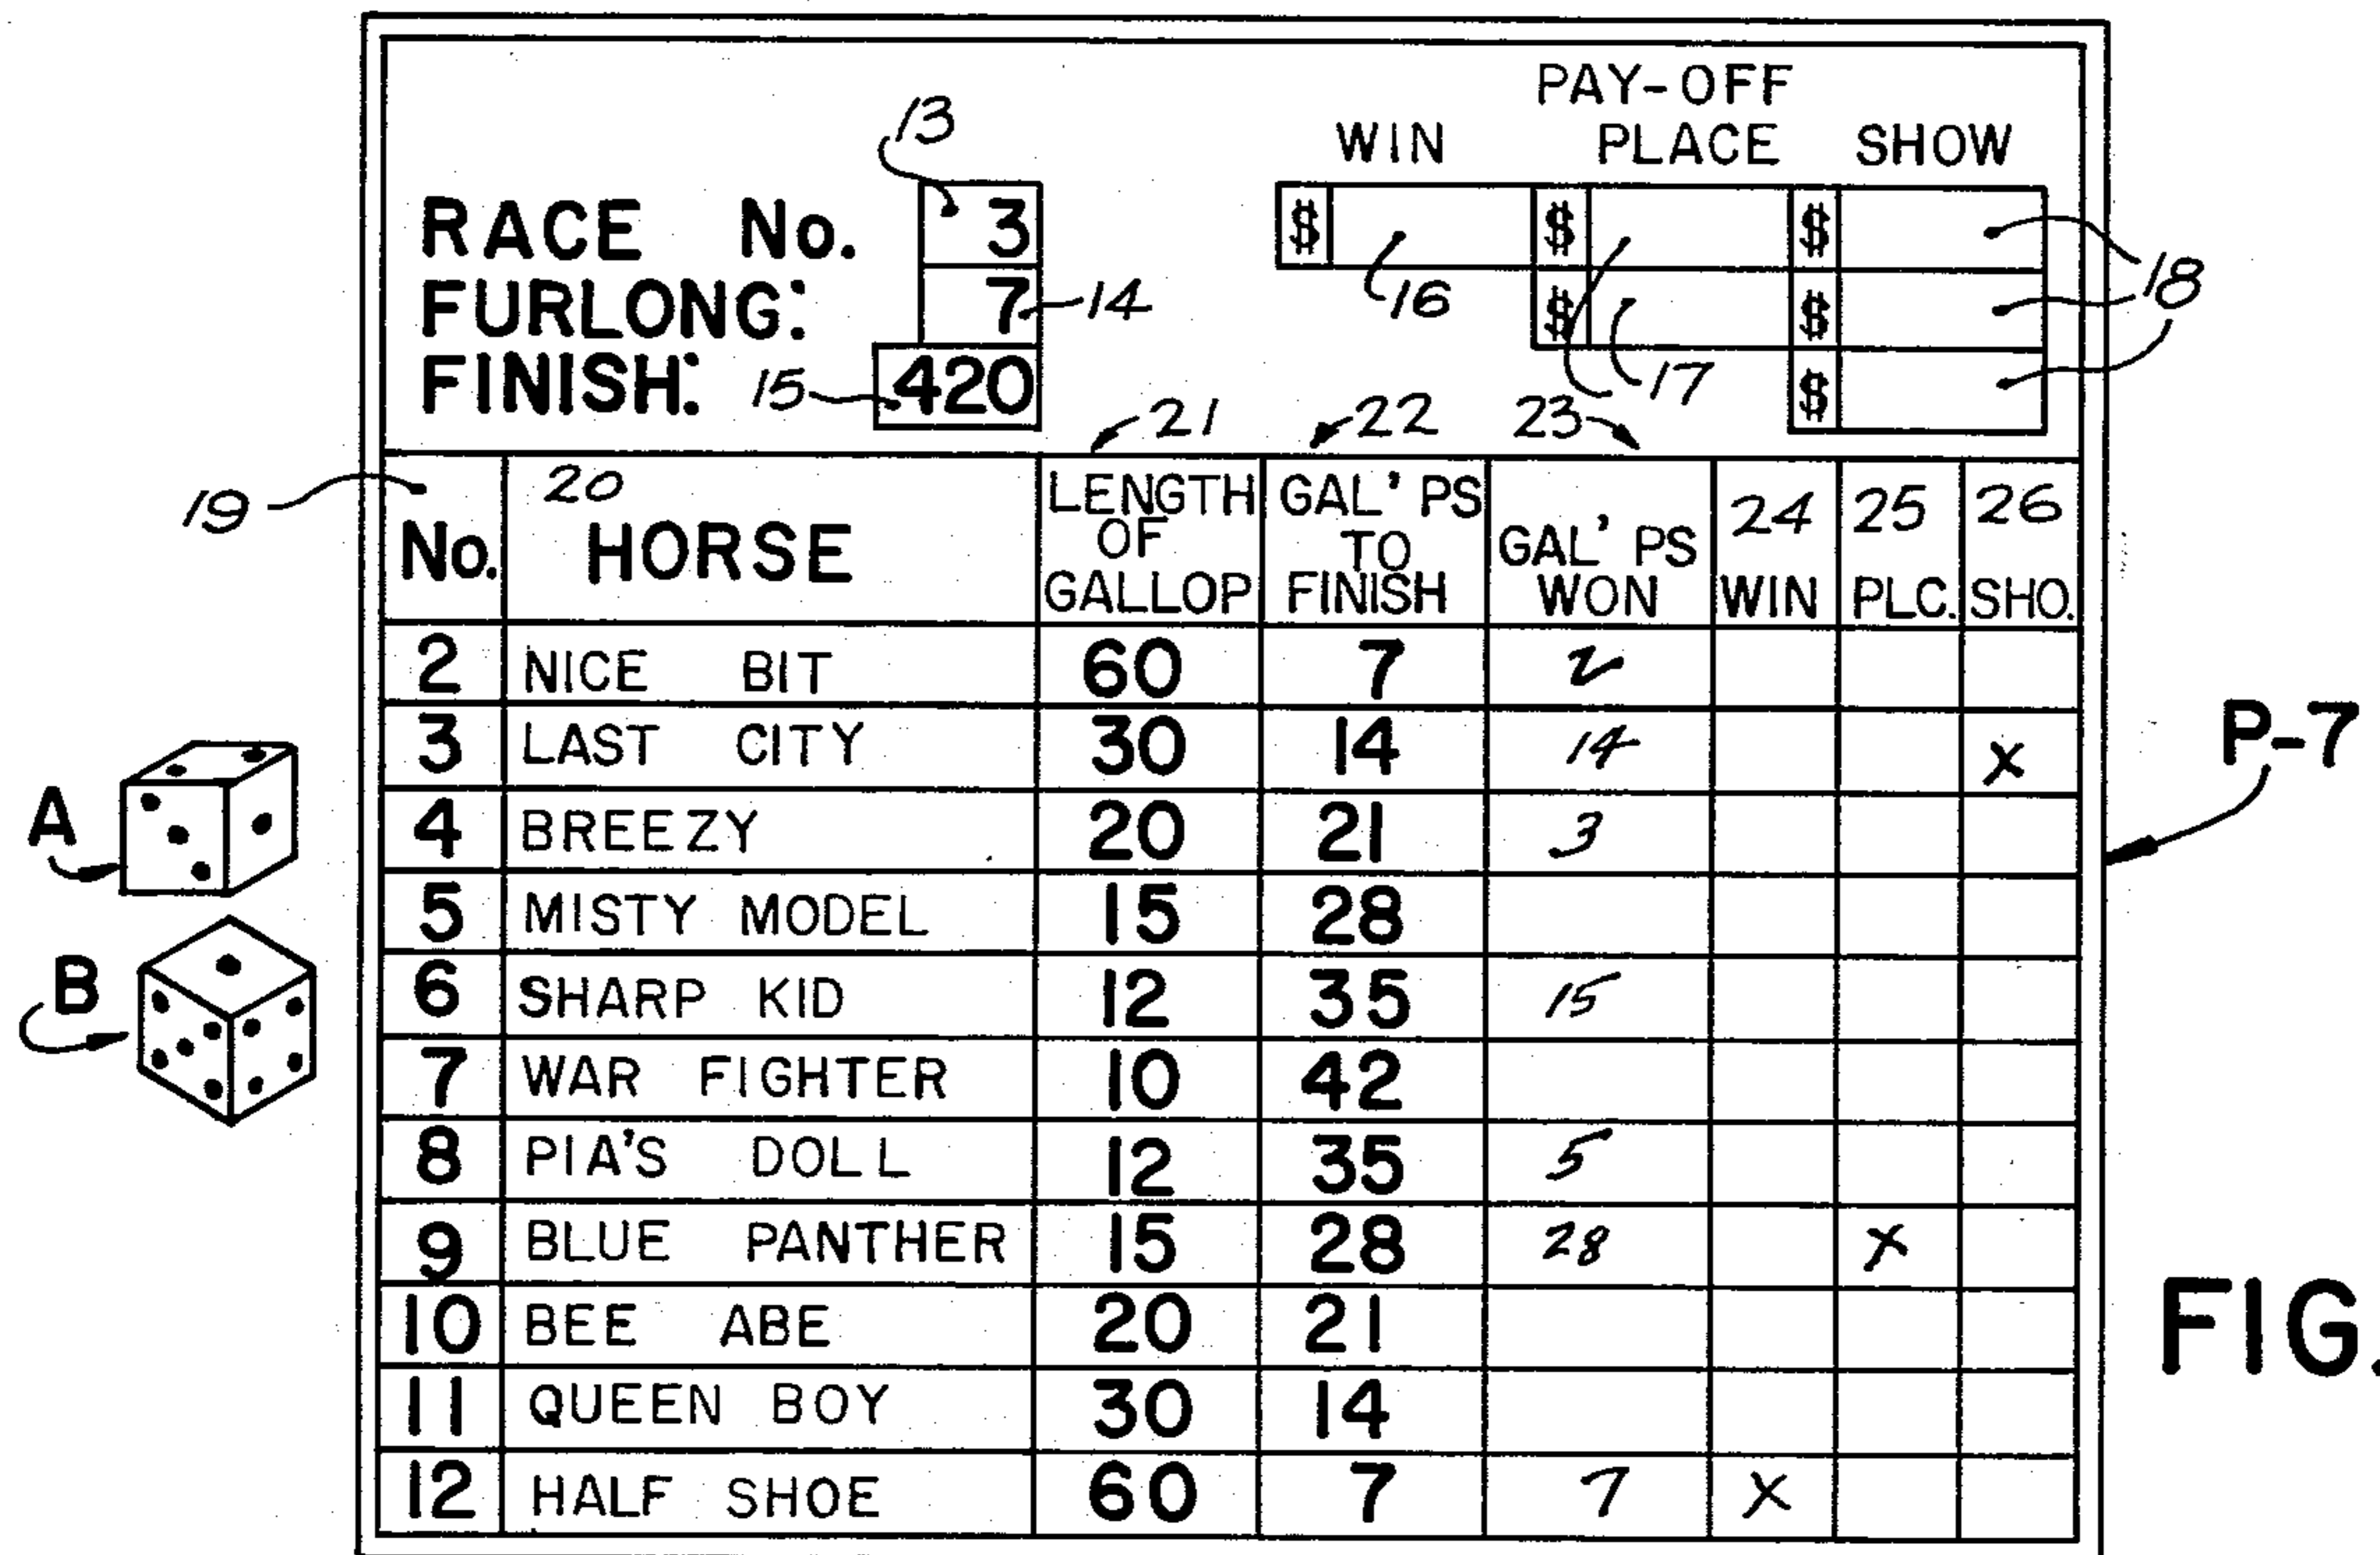 PAY-OFF
WIN PLACE SHOW
13
RACE No. 3 $ $ $
16 18
FURLONG: 7 14 $ $
FINISH: 15 420 17 $
21 22 23
19 No. 20 HORSE LENGTH OF GALLOP GAL' PS TO FINISH GAL' PS WON 24 WIN 25 PLC. 26 SHO.
2 NICE BIT 60 7 2
3 LAST CITY 30 14 14 X
P-7
A
4 BREEZY 20 21 3
5 MISTY MODEL 15 28
B
6 SHARP KID 12 35 15
7 WAR FIGHTER 10 42
8 PIA'S DOLL 12 35 5
9 BLUE PANTHER 15 28 28 X
10 BEE ABE 20 21
FIG.
11 QUEEN BOY 30 14
12 HALF SHOE 60 7 7 X